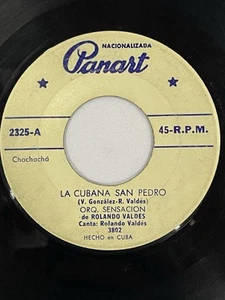 NACIONALIZADA
Panart
2325-A
45-R.P.M.
Chachachá
LA CUBANA SAN PEDRO
(V. González-R. Valdés)
ORQ. SENSACION
de ROLANDO VALDES
Canta: Rolando Valdés
3802
HECHO en CUBA